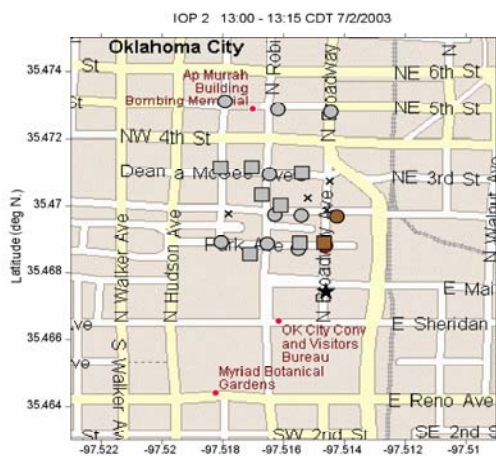 IOP 2 13:00 - 13:15 CDT 7/2/2003
Oklahoma City
St
N Robi
N Broadway
NE 6th St
Ap Murrah
Building
Bombing Memorial
St
NE 5th St
NW 4th St
Dean a McGee Ave
NE 3rd St
N Walker Ave
N Hudson Ave
Park Ave
N Broadway Ave
N Walnut Ave
E Mai
OK City Conv
and Visitors
Bureau
E Sheridan
ve
Myriad Botanical
Gardens
S Walker Av
ve
E Reno Ave
St
SW 2nd St
SE 2nd St
Latitude (deg N.)
35.474
35.472
35.47
35.468
35.466
35.464
-97.522
-97.52
-97.518
-97.516
-97.514
-97.512
-97.51